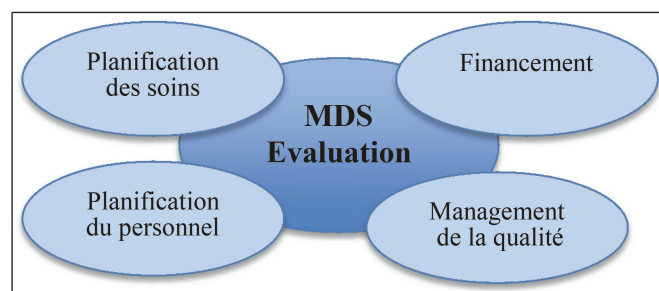 Planification
des soins
Financement
MDS
Evaluation
Planification
du personnel
Management
de la qualité